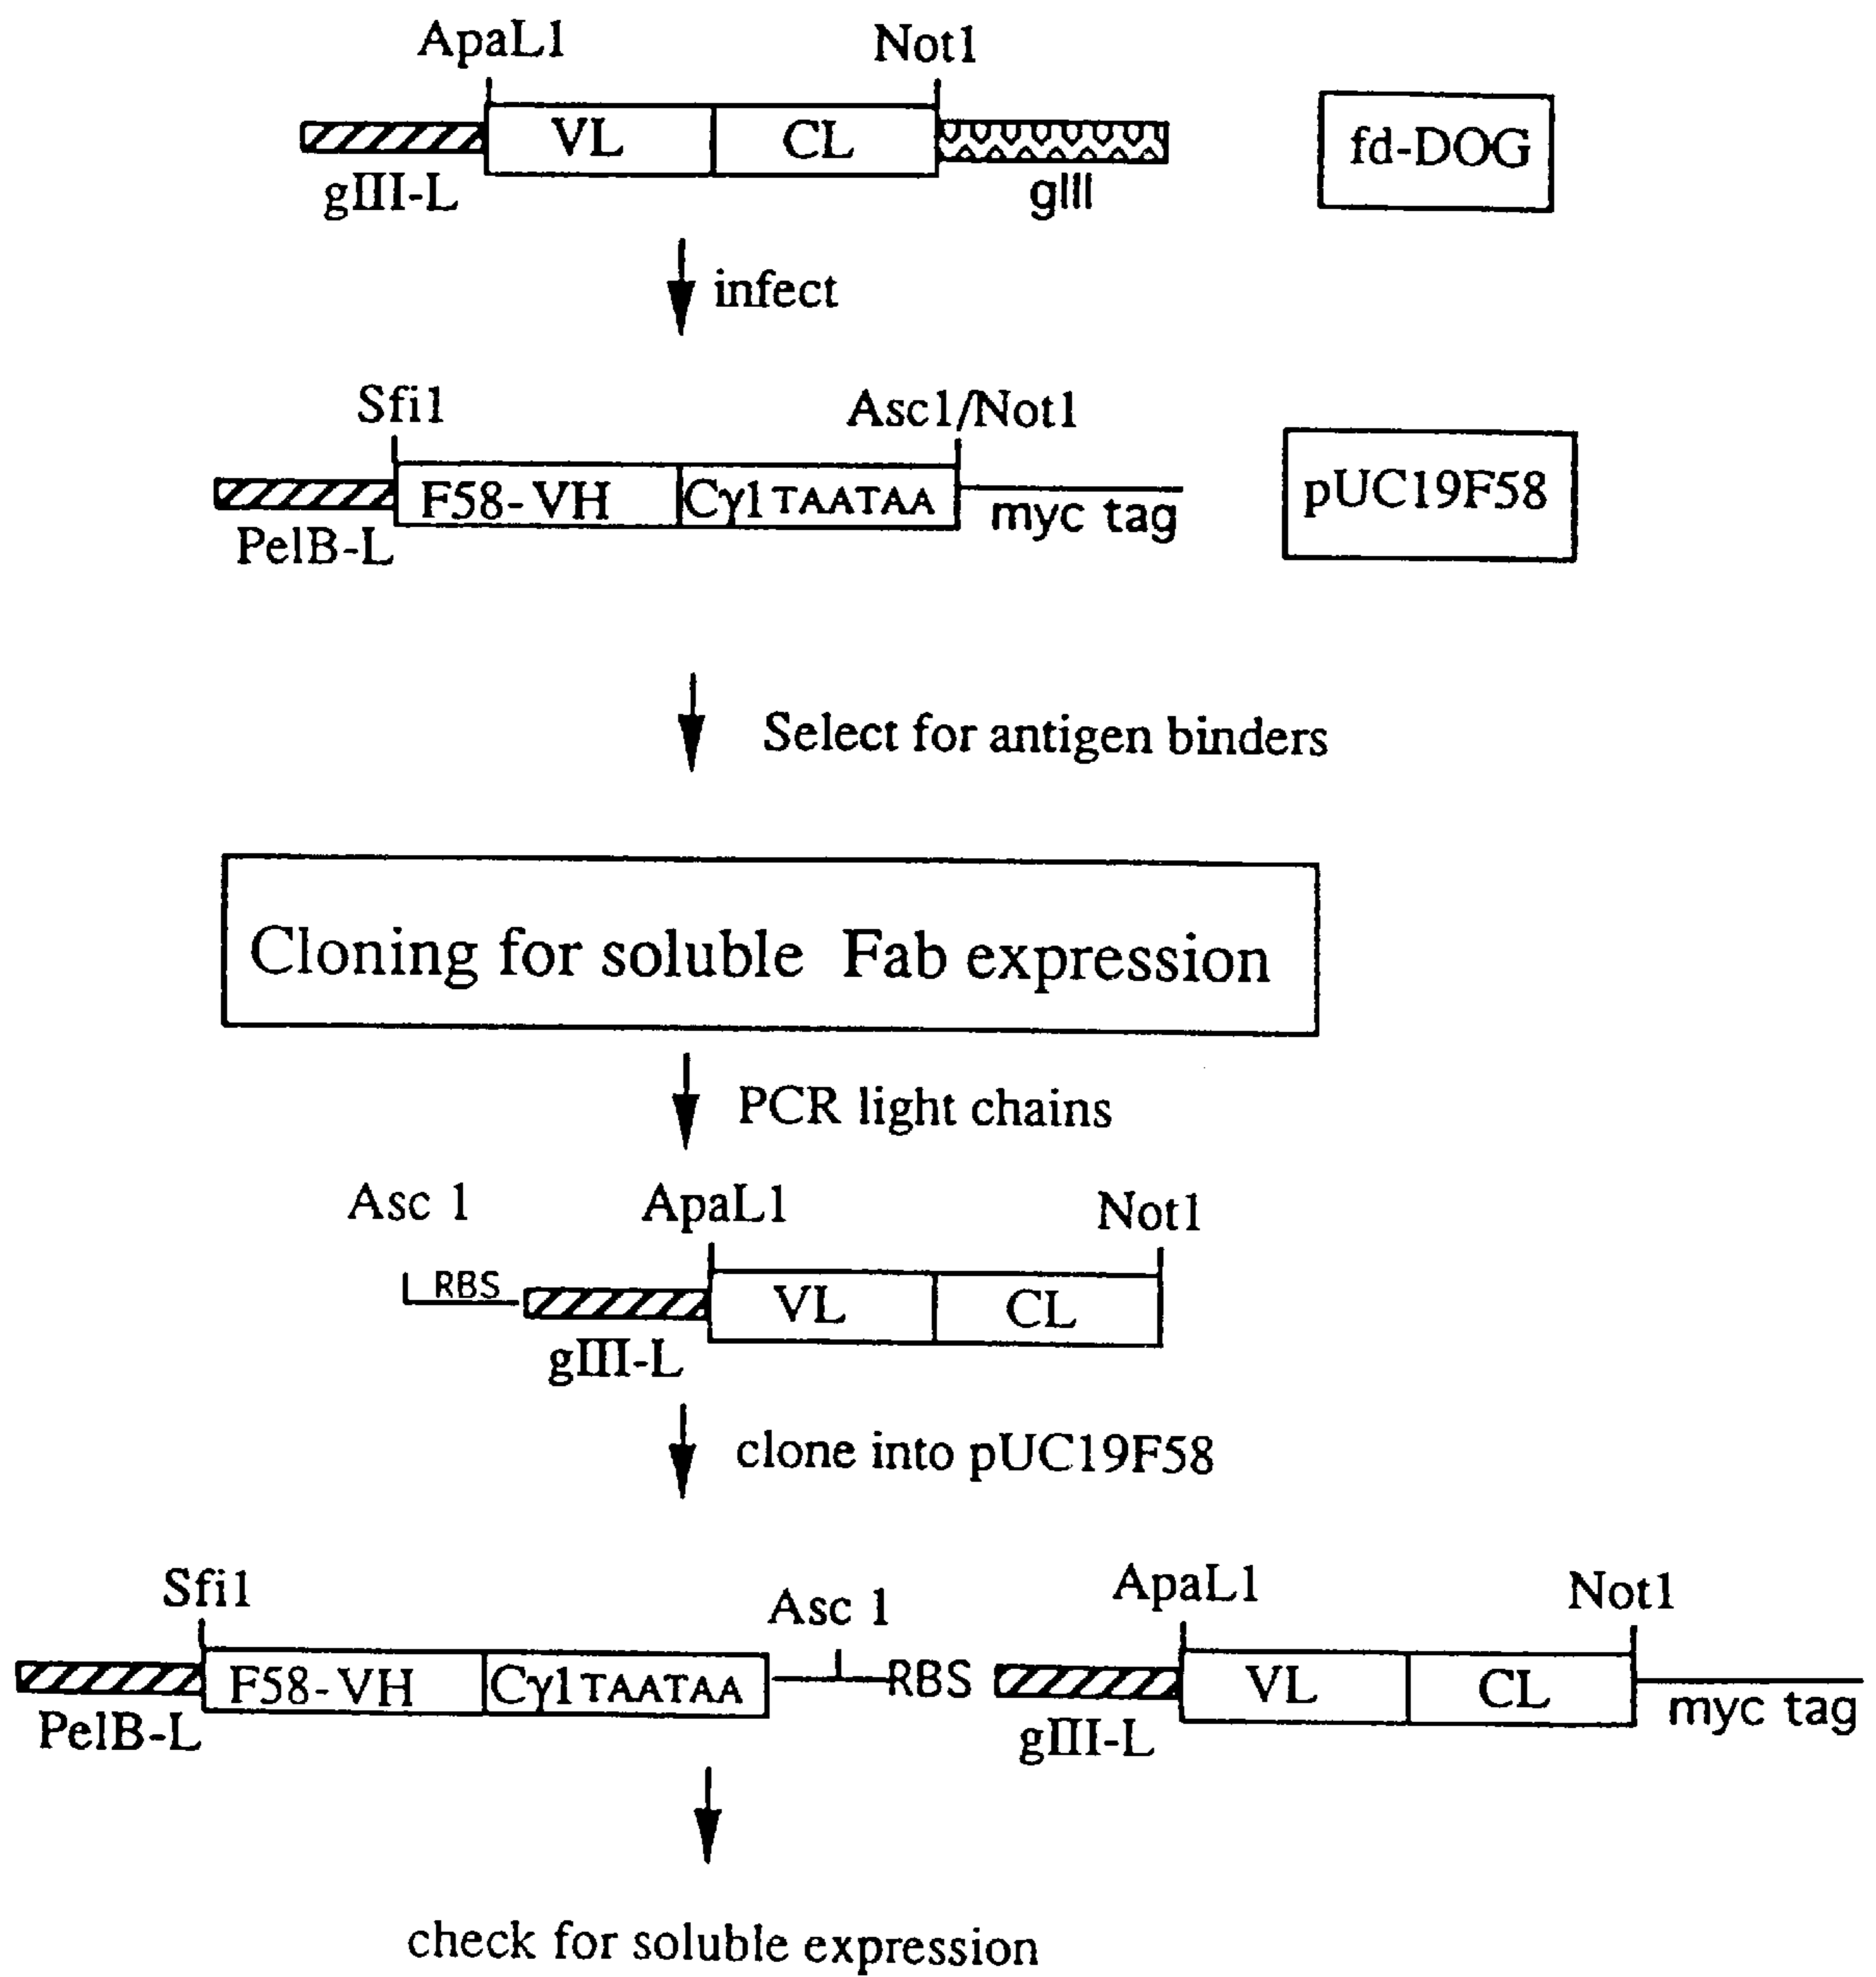 ApaL1 Not1
VL CL
fd-DOG
gIII-L gIII
infect
Sfi1 Asc1/Not1
F58-VH Cγ1 TAATAA
pUC19F58
PelB-L myc tag
Select for antigen binders
Cloning for soluble Fab expression
PCR light chains
Asc 1 ApaL1 Not1
RBS VL CL
gIII-L
clone into pUC19F58
Sfi1 Asc 1 ApaL1 Not1
F58-VH Cγ1 TAATAA RBS VL CL
PelB-L gIII-L myc tag
check for soluble expression